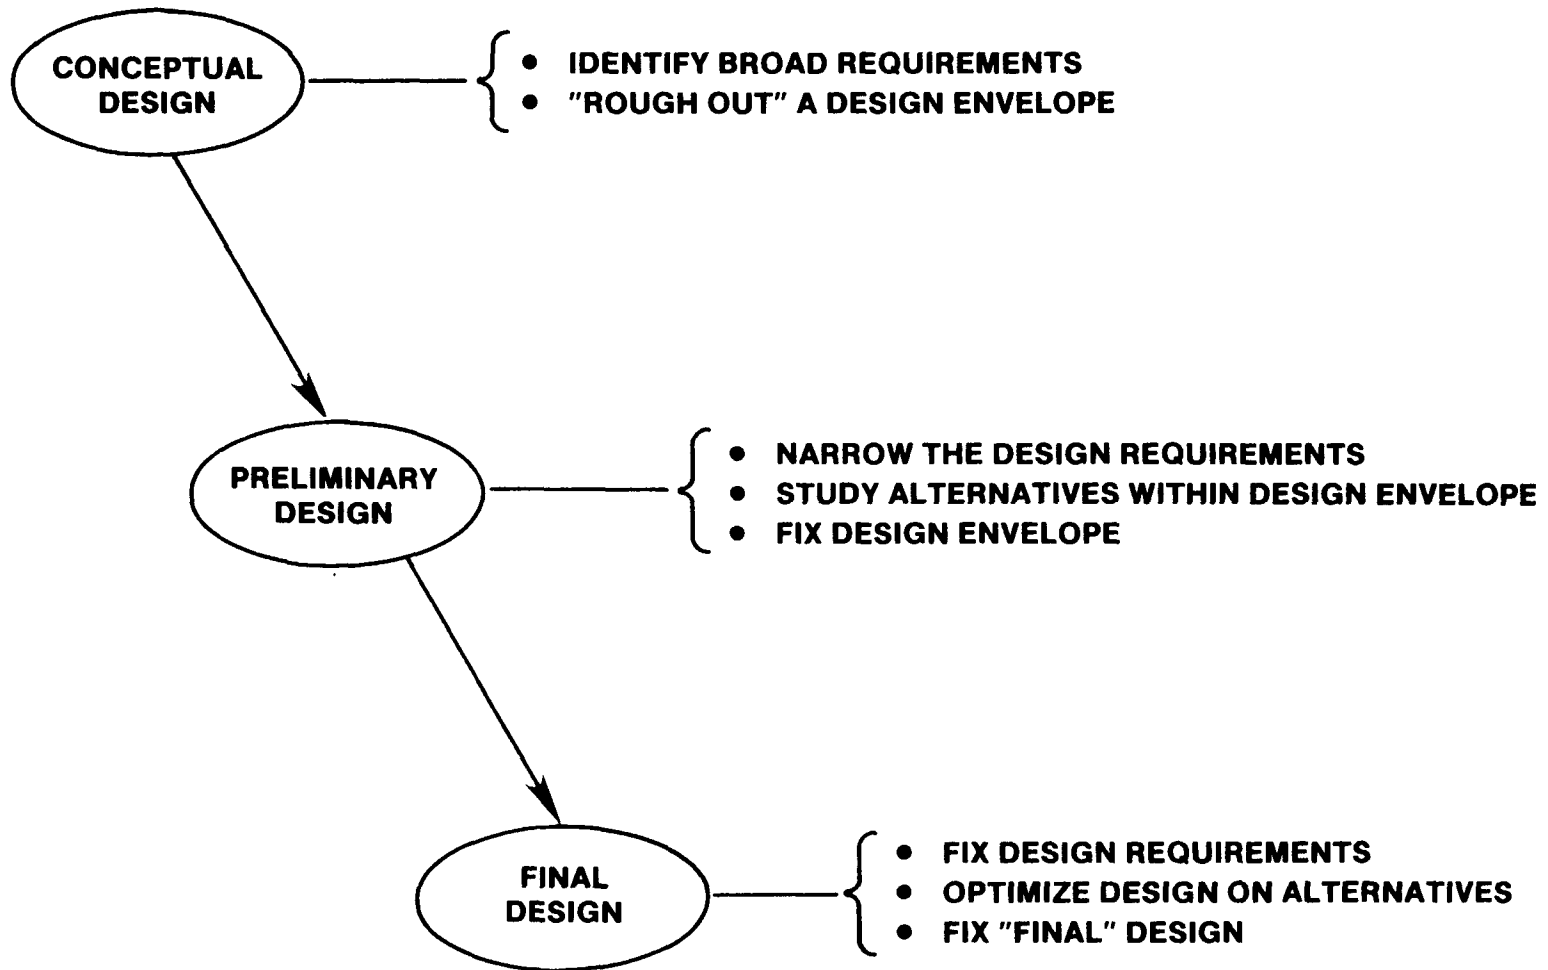 CONCEPTUAL
DESIGN
• IDENTIFY BROAD REQUIREMENTS
• "ROUGH OUT" A DESIGN ENVELOPE
PRELIMINARY
DESIGN
• NARROW THE DESIGN REQUIREMENTS
• STUDY ALTERNATIVES WITHIN DESIGN ENVELOPE
• FIX DESIGN ENVELOPE
FINAL
DESIGN
• FIX DESIGN REQUIREMENTS
• OPTIMIZE DESIGN ON ALTERNATIVES
• FIX "FINAL" DESIGN